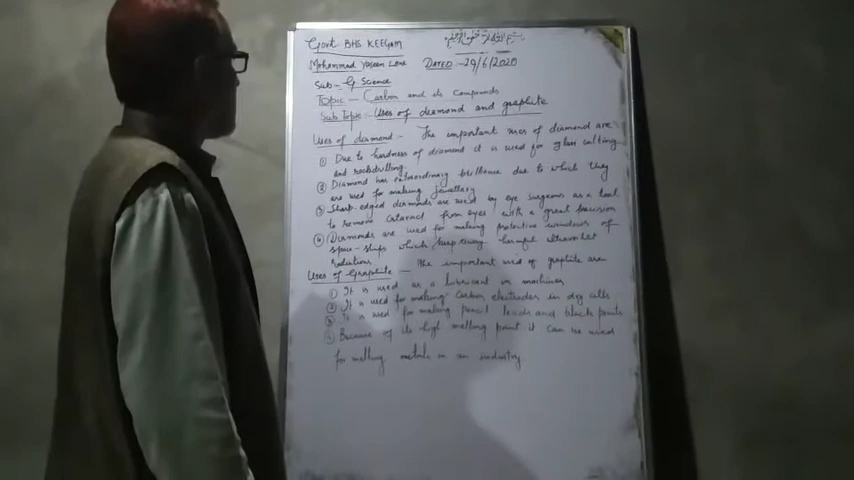 Govt BHS KEEGAM
Mohammad Yaseen Lone
DATED :- 29/6/2020
Sub:- G. Science
Topic — Carbon and its Compounds
Sub Topic:- Uses of diamond and graphite
Uses of diamond - The important uses of diamond are
① Due to hardness of diamond it is used for glass cutting
and rockdrilling.
② Diamond has extraordinary brilliance due to which they
are used for making jewellary
③ Sharp edged diamonds are used by eye surgeons as a tool
to remove cataract from eyes with a great precision
④ Diamonds are used for making protective windows of
space-ships which keep away harmful ultraviolet
radiations
Uses of Graphite — The important used of graphite are
① It is used as a lubricant in machines
② It is used for making Carbon electrodes in dry cells
③ It is used for making pencil leads and black paints
④ Because of its high melting point it can be used
for melting metals in an industry